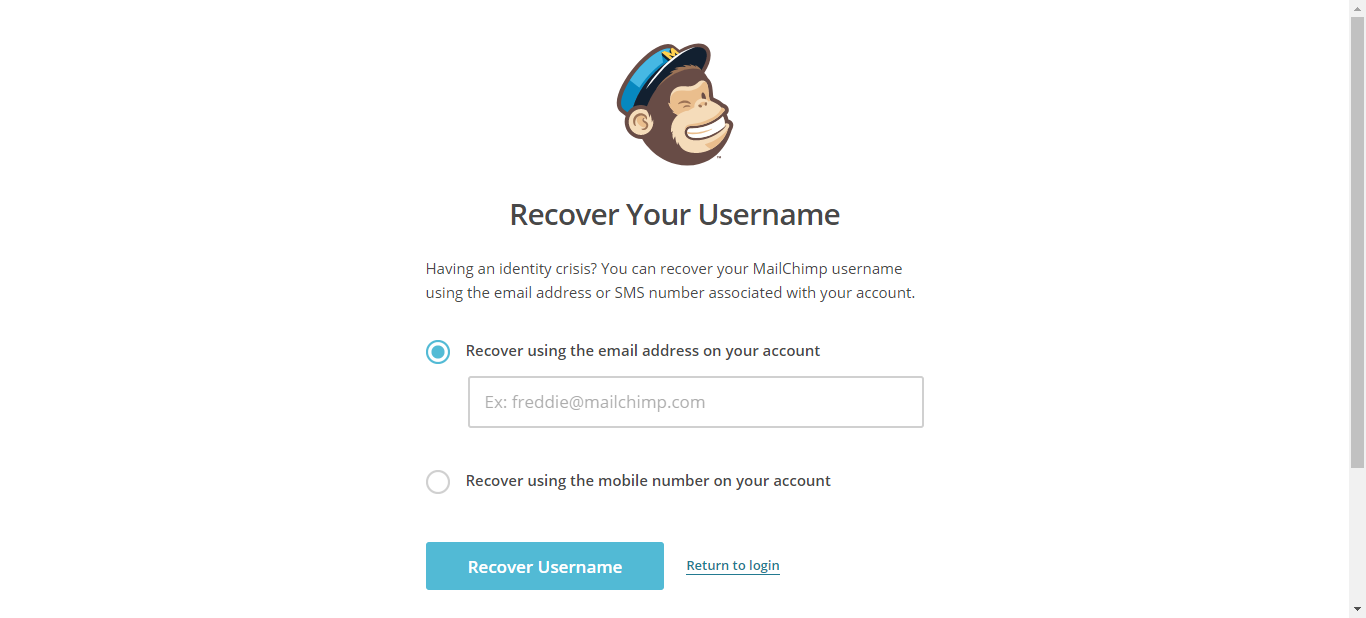 Recover Your Username
Having an identity crisis? You can recover your MailChimp username
using the email address or SMS number associated with your account.
Recover using the email address on your account
Ex: freddie@mailchimp.com
Recover using the mobile number on your account
Recover Username
Return to login